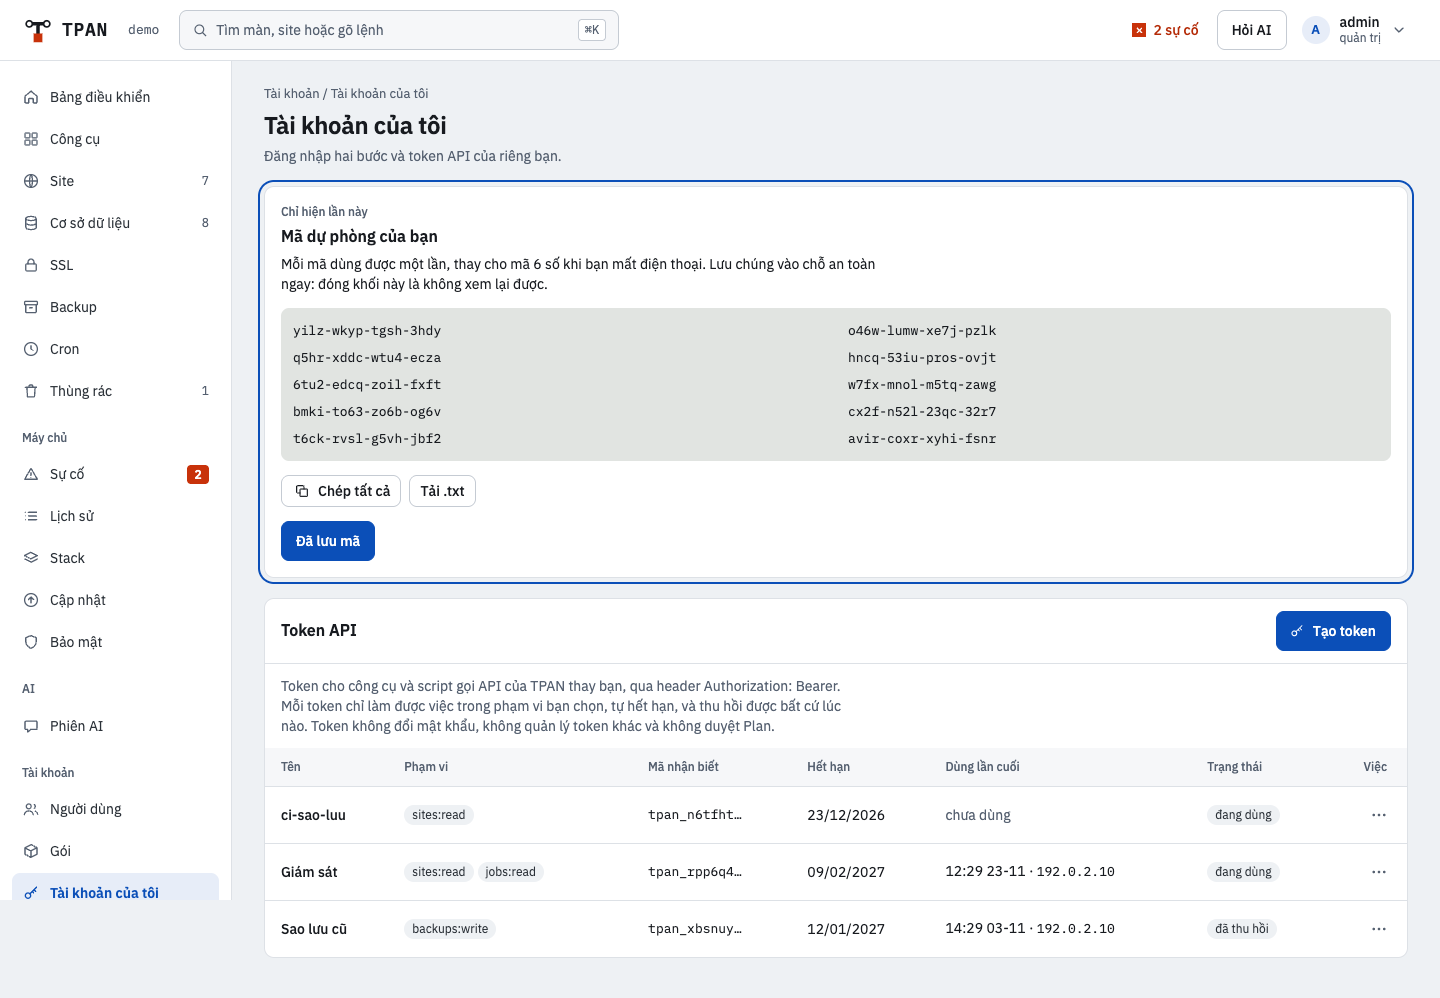 TPAN
demo
Tìm màn, site hoặc gõ lệnh
⌘K
2 sự cố
Hỏi AI
A
admin
quản trị
Bảng điều khiển
Công cụ
Site 7
Cơ sở dữ liệu 8
SSL
Backup
Cron
Thùng rác 1
Máy chủ
Sự cố 2
Lịch sử
Stack
Cập nhật
Bảo mật
AI
Phiên AI
Tài khoản
Người dùng
Gói
Tài khoản của tôi
Tài khoản / Tài khoản của tôi
Tài khoản của tôi
Đăng nhập hai bước và token API của riêng bạn.
Chỉ hiện lần này
Mã dự phòng của bạn
Mỗi mã dùng được một lần, thay cho mã 6 số khi bạn mất điện thoại. Lưu chúng vào chỗ an toàn
ngay: đóng khối này là không xem lại được.
yilz-wkyp-tgsh-3hdy o46w-lumw-xe7j-pzlk
q5hr-xddc-wtu4-ecza hncq-53iu-pros-ovjt
6tu2-edcq-zoil-fxft w7fx-mnol-m5tq-zawg
bmki-to63-zo6b-og6v cx2f-n52l-23qc-32r7
t6ck-rvsl-g5vh-jbf2 avir-coxr-xyhi-fsnr
Chép tất cả Tải .txt
Đã lưu mã
Token API
Tạo token
Token cho công cụ và script gọi API của TPAN thay bạn, qua header Authorization: Bearer.
Mỗi token chỉ làm được việc trong phạm vi bạn chọn, tự hết hạn, và thu hồi được bất cứ lúc
nào. Token không đổi mật khẩu, không quản lý token khác và không duyệt Plan.
Tên Phạm vi Mã nhận biết Hết hạn Dùng lần cuối Trạng thái Việc
ci-sao-luu sites:read tpan_n6tfht… 23/12/2026 chưa dùng đang dùng
Giám sát sites:read jobs:read tpan_rpp6q4… 09/02/2027 12:29 23-11 · 192.0.2.10 đang dùng
Sao lưu cũ backups:write tpan_xbsnuy… 12/01/2027 14:29 03-11 · 192.0.2.10 đã thu hồi